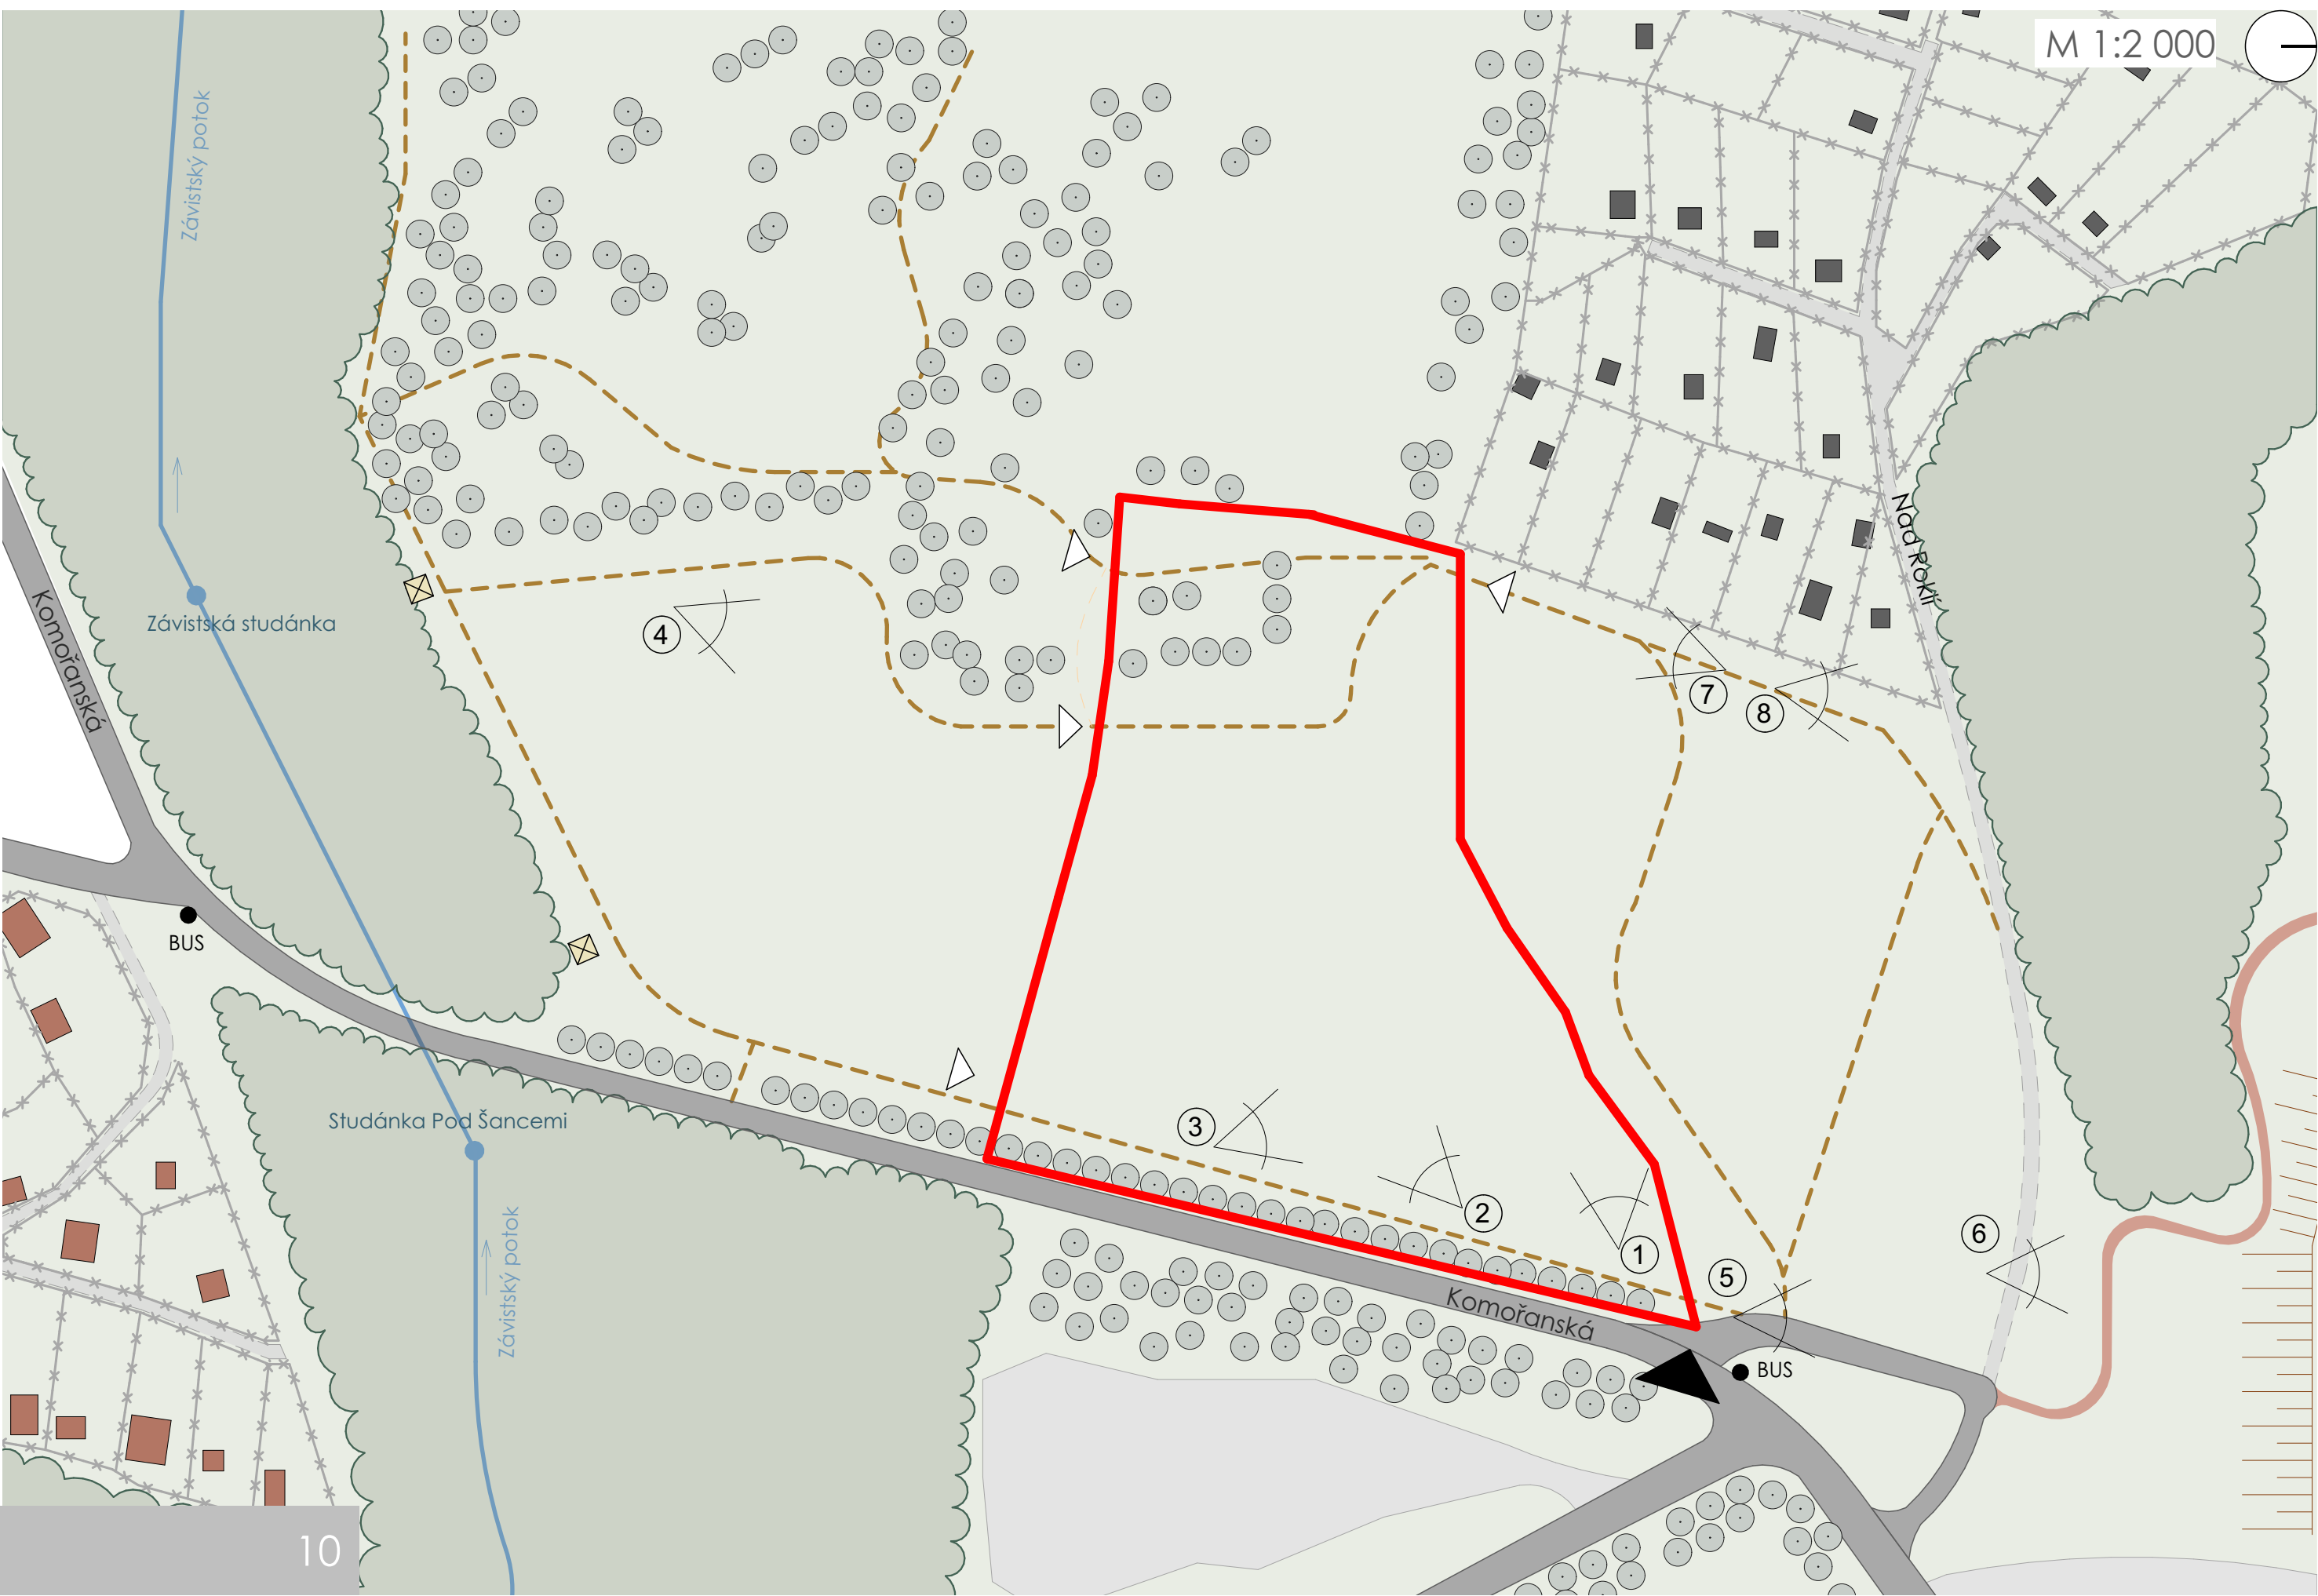 M 1:2 000
Závistský potok
Nad Roklí
Komořanská
Závistská studánka
4
7
8
BUS
Studánka Pod Šancemi
3
2
1
5
6
Závistský potok
Komořanská
BUS
10